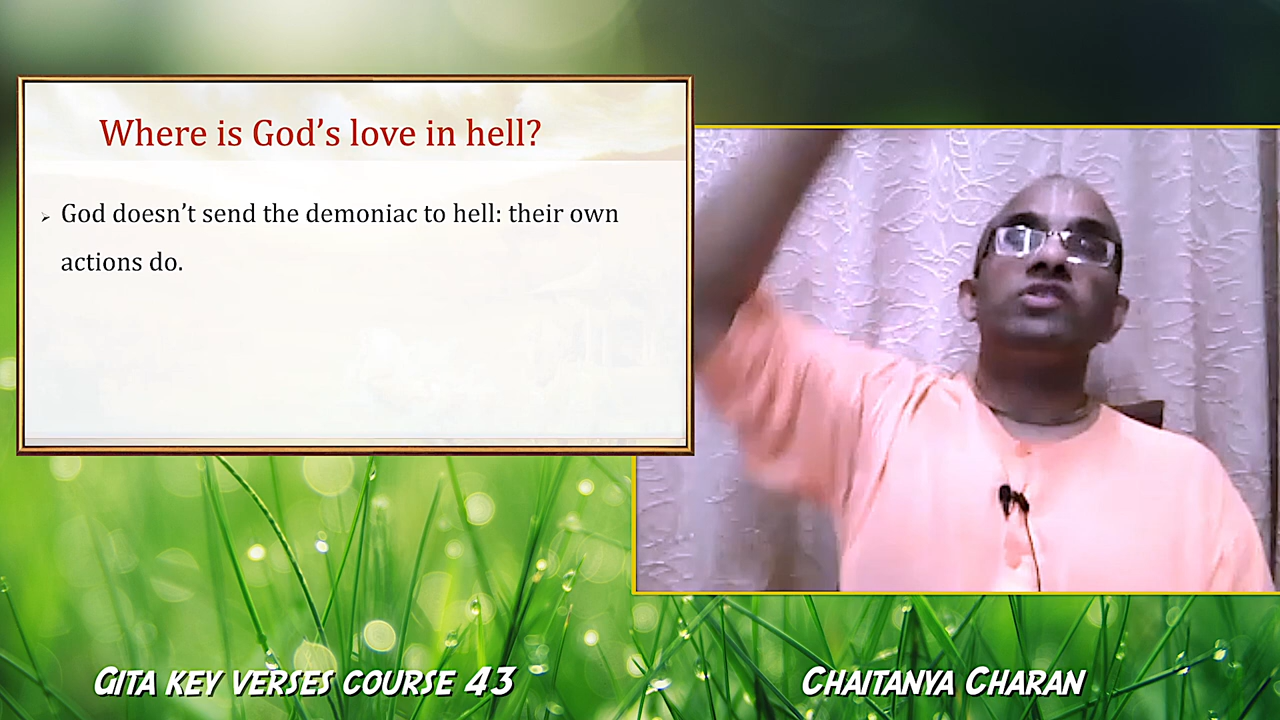 Where is God’s love in hell?
➢ God doesn’t send the demoniac to hell: their own
actions do.
GITA KEY VERSES COURSE 43
CHAITANYA CHARAN